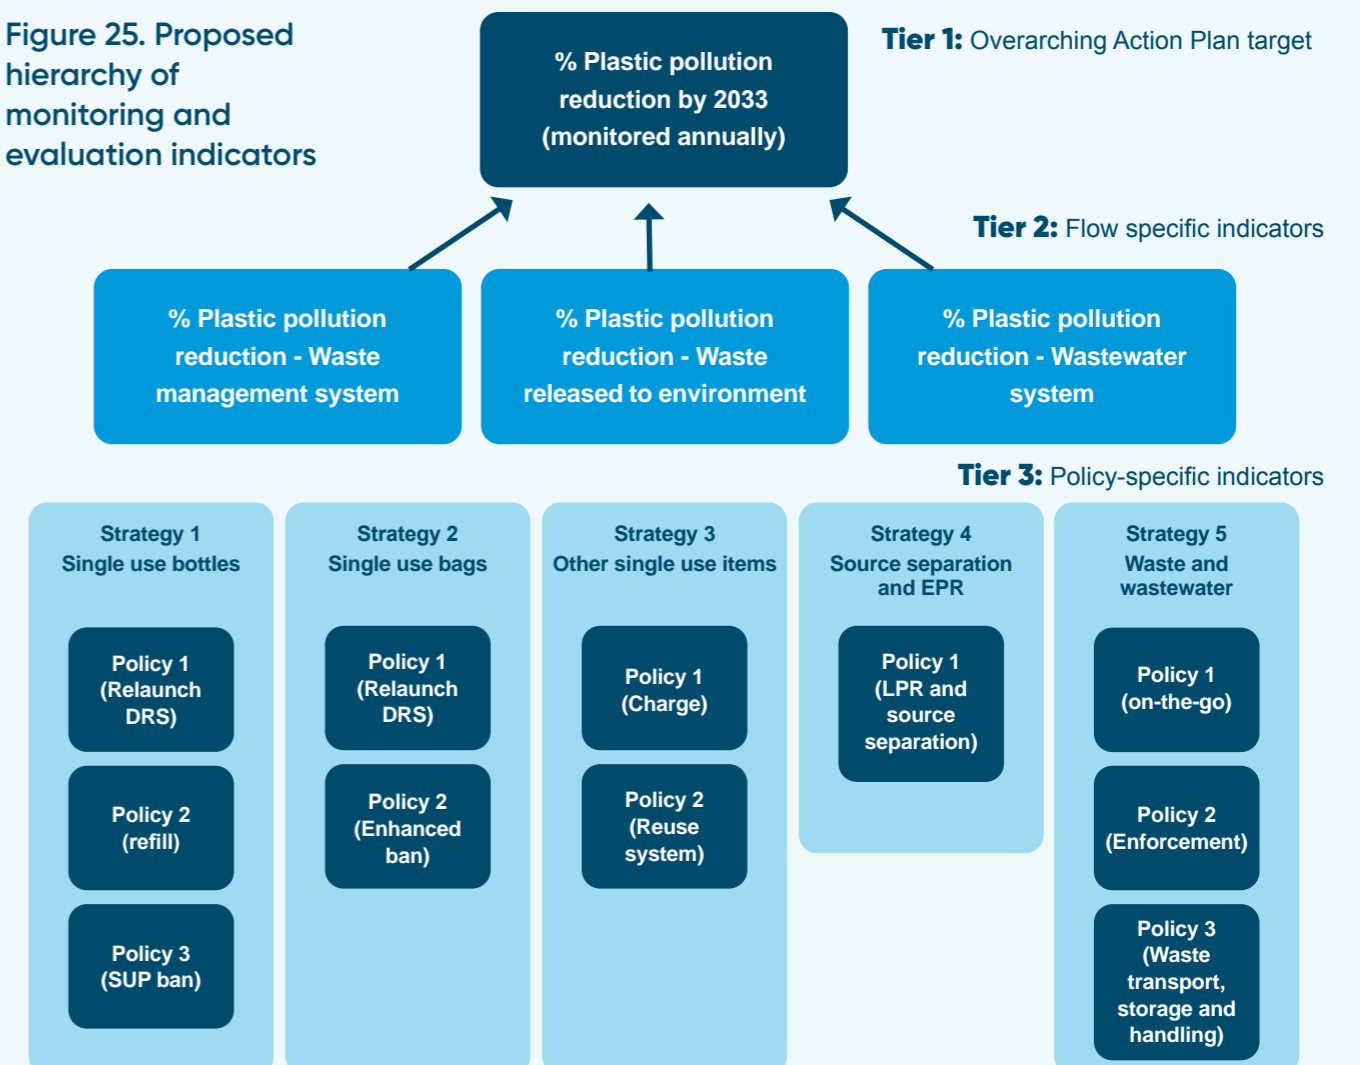 Figure 25. Proposed
hierarchy of
monitoring and
evaluation indicators
% Plastic pollution
reduction by 2033
(monitored annually)
Tier 1: Overarching Action Plan target
Tier 2: Flow specific indicators
% Plastic pollution
reduction - Waste
management system
% Plastic pollution
reduction - Waste
released to environment
% Plastic pollution
reduction - Wastewater
system
Tier 3: Policy-specific indicators
Strategy 1
Single use bottles
Policy 1
(Relaunch
DRS)
Policy 2
(refill)
Policy 3
(SUP ban)
Strategy 2
Single use bags
Policy 1
(Relaunch
DRS)
Policy 2
(Enhanced
ban)
Strategy 3
Other single use items
Policy 1
(Charge)
Policy 2
(Reuse
system)
Strategy 4
Source separation
and EPR
Policy 1
(LPR and
source
separation)
Strategy 5
Waste and
wastewater
Policy 1
(on-the-go)
Policy 2
(Enforcement)
Policy 3
(Waste
transport,
storage and
handling)